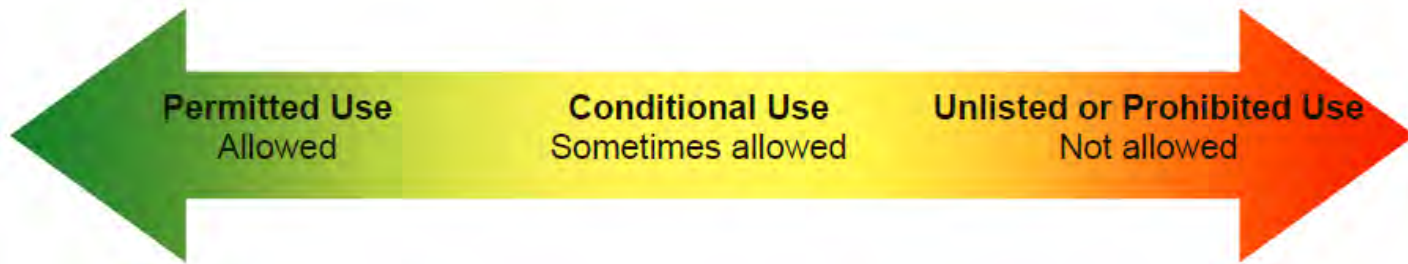 Permitted Use
Allowed
Conditional Use
Sometimes allowed
Unlisted or Prohibited Use
Not allowed